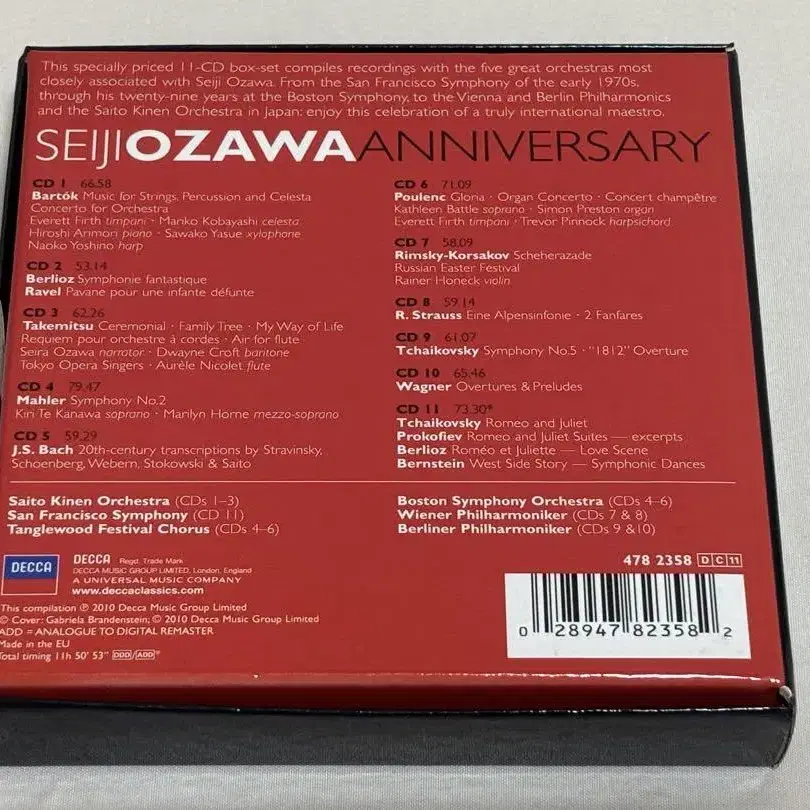 This specially priced 11-CD box-set compiles recordings with the five great orchestras most
closely associated with Seiji Ozawa. From the San Francisco Symphony of the early 1970s,
through his twenty-nine years at the Boston Symphony, to the Vienna and Berlin Philharmonics
and the Saito Kinen Orchestra in Japan: enjoy this celebration of a truly international maestro.
SEIJIOZAWAANNIVERSARY
CD 1 66.58
Bartók Music for Strings, Percussion and Celesta
Concerto for Orchestra
Everett Firth timpani · Mariko Kobayashi celesta
Hiroshi Arimori piano · Sawako Yasue xylophone
Naoko Yoshino harp
CD 2 53.14
Berlioz Symphonie fantastique
Ravel Pavane pour une infante défunte
CD 3 62.26
Takemitsu Ceremonial · Family Tree · My Way of Life
Requiem pour orchestre à cordes · Air for flute
Seira Ozawa narrator · Dwayne Croft baritone
Tokyo Opera Singers · Aurèle Nicolet flute
CD 4 79.47
Mahler Symphony No.2
Kiri Te Kanawa soprano · Marilyn Horne mezzo-soprano
CD 5 59.29
J.S. Bach 20th-century transcriptions by Stravinsky,
Schoenberg, Webern, Stokowski & Saito
CD 6 71.09
Poulenc Gloria · Organ Concerto · Concert champêtre
Kathleen Battle soprano · Simon Preston organ
Everett Firth timpani · Trevor Pinnock harpsichord
CD 7 58.09
Rimsky-Korsakov Scheherazade
Russian Easter Festival
Rainer Honeck violin
CD 8 59.14
R. Strauss Eine Alpensinfonie · 2 Fanfares
CD 9 61.07
Tchaikovsky Symphony No.5 · "1812" Overture
CD 10 65.46
Wagner Overtures & Preludes
CD 11 73.30*
Tchaikovsky Romeo and Juliet
Prokofiev Romeo and Juliet Suites — excerpts
Berlioz Roméo et Juliette — Love Scene
Bernstein West Side Story — Symphonic Dances
Saito Kinen Orchestra (CDs 1–3)
San Francisco Symphony (CD 11)
Tanglewood Festival Chorus (CDs 4–6)
Boston Symphony Orchestra (CDs 4–6)
Wiener Philharmoniker (CDs 7 & 8)
Berliner Philharmoniker (CDs 9 &10)
DECCA
DECCA Regd. Trade Mark
DECCA MUSIC GROUP LIMITED, London, England
A UNIVERSAL MUSIC COMPANY
www.deccaclassics.com
478 2358 D C 11
This compilation ℗ 2010 Decca Music Group Limited
© Cover: Gabriela Brandenstein; © 2010 Decca Music Group Limited
ADD = ANALOGUE TO DIGITAL REMASTER
Made in the EU
Total timing 11h 50' 53" DDD/ADD*
0 28947 82358 2